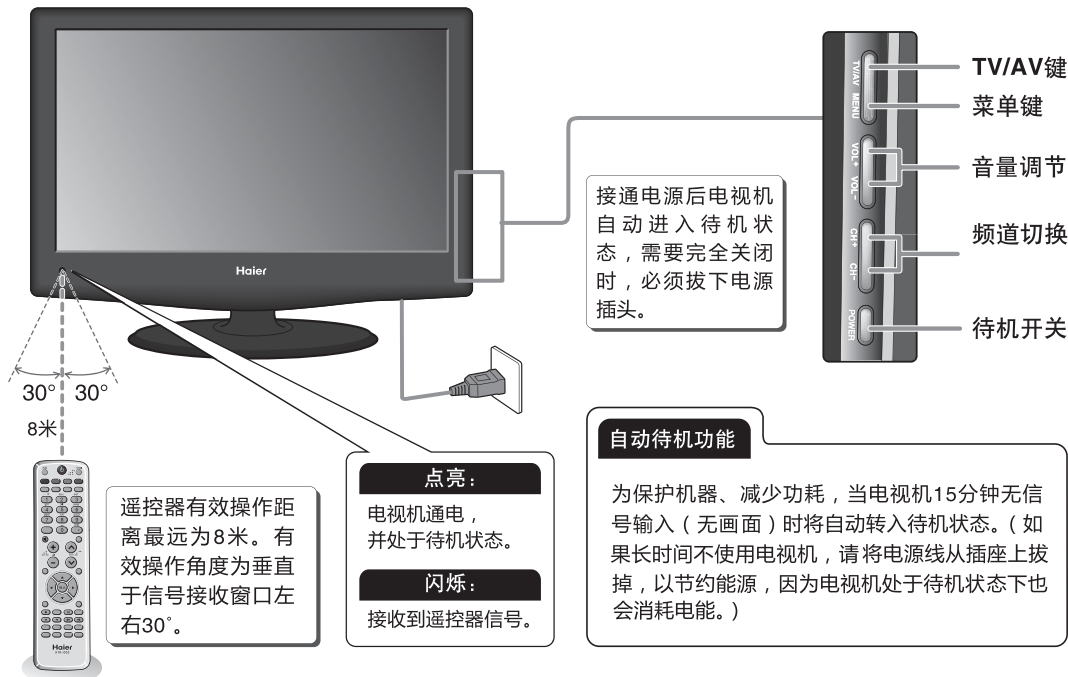 TV/AV键
菜单键
音量调节
频道切换
待机开关
TV/AV
MENU
VOL+
VOL-
CH+
CH-
POWER
接通电源后电视机
自动进入待机状
态，需要完全关闭
时，必须拔下电源
插头。
Haier
30°
30°
8米
Haier
遥控器有效操作距
离最远为8米。有
效操作角度为垂直
于信号接收窗口左
右30°。
点亮：
电视机通电，
并处于待机状态。
闪烁：
接收到遥控器信号。
自动待机功能
为保护机器、减少功耗，当电视机15分钟无信
号输入（无画面）时将自动转入待机状态。（如
果长时间不使用电视机，请将电源线从插座上拔
掉，以节约能源，因为电视机处于待机状态下也
会消耗电能。）